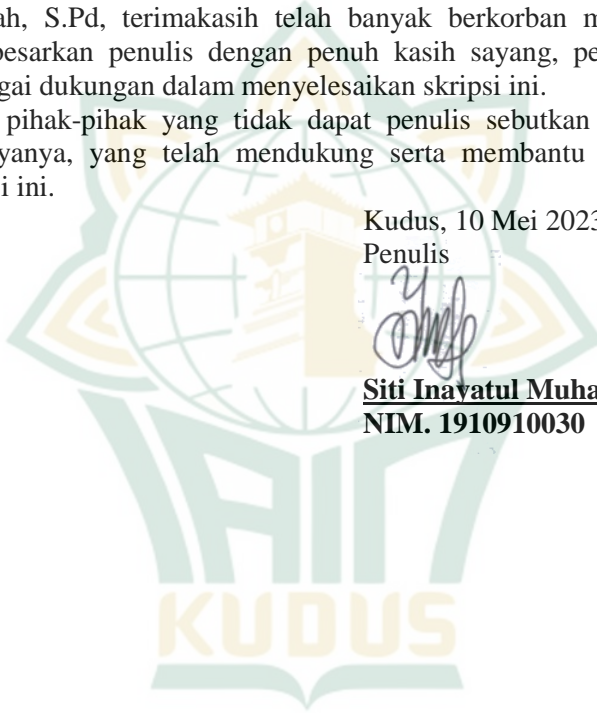 ah, S.Pd, terimakasih telah banyak berkorban m
besarkan penulis dengan penuh kasih sayang, pe
gai dukungan dalam menyelesaikan skripsi ini.
pihak-pihak yang tidak dapat penulis sebutkan
yanya, yang telah mendukung serta membantu
i ini.
Kudus, 10 Mei 2023
Penulis
Siti Inayatul Muha
NIM. 1910910030
IAIN
KUDUS